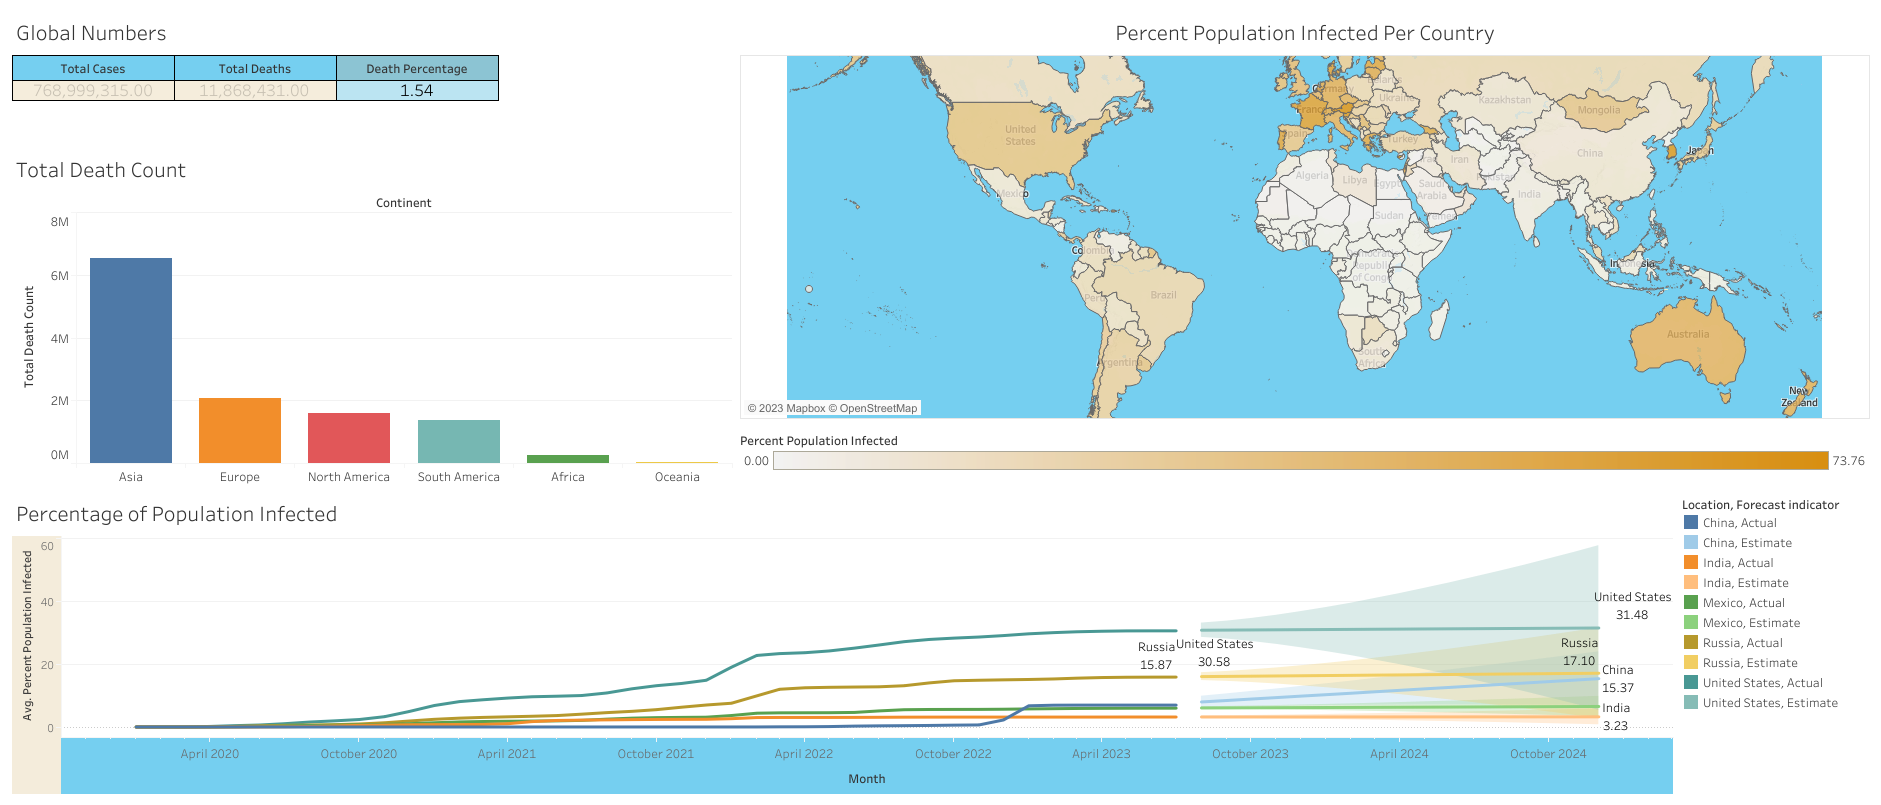 Global Numbers
Total Cases Total Deaths Death Percentage
768,999,315.00 11,868,431.00 1.54
Total Death Count
Continent
Total Death Count
8M
6M
4M
2M
0M
Asia Europe North America South America Africa Oceania
Percent Population Infected Per Country
United States
Mexico
Colombia
Peru
Brazil
Argentina
Belarus
Germany
Ukraine
France
Spain
Turkey
Kazakhstan
Mongolia
China
Japan
Iraq
Iran
Pakistan
India
Algeria
Libya
Egypt
Saudi Arabia
Sudan
Yemen
Democratic Republic of Congo
South Africa
Indonesia
Australia
New Zealand
© 2023 Mapbox © OpenStreetMap
Percent Population Infected
0.00 73.76
Percentage of Population Infected
Avg. Percent Population Infected
60
40
20
0
Russia
15.87
United States
30.58
United States
31.48
Russia
17.10
China
15.37
India
3.23
April 2020 October 2020 April 2021 October 2021 April 2022 October 2022 April 2023 October 2023 April 2024 October 2024
Month
Location, Forecast indicator
China, Actual
China, Estimate
India, Actual
India, Estimate
Mexico, Actual
Mexico, Estimate
Russia, Actual
Russia, Estimate
United States, Actual
United States, Estimate